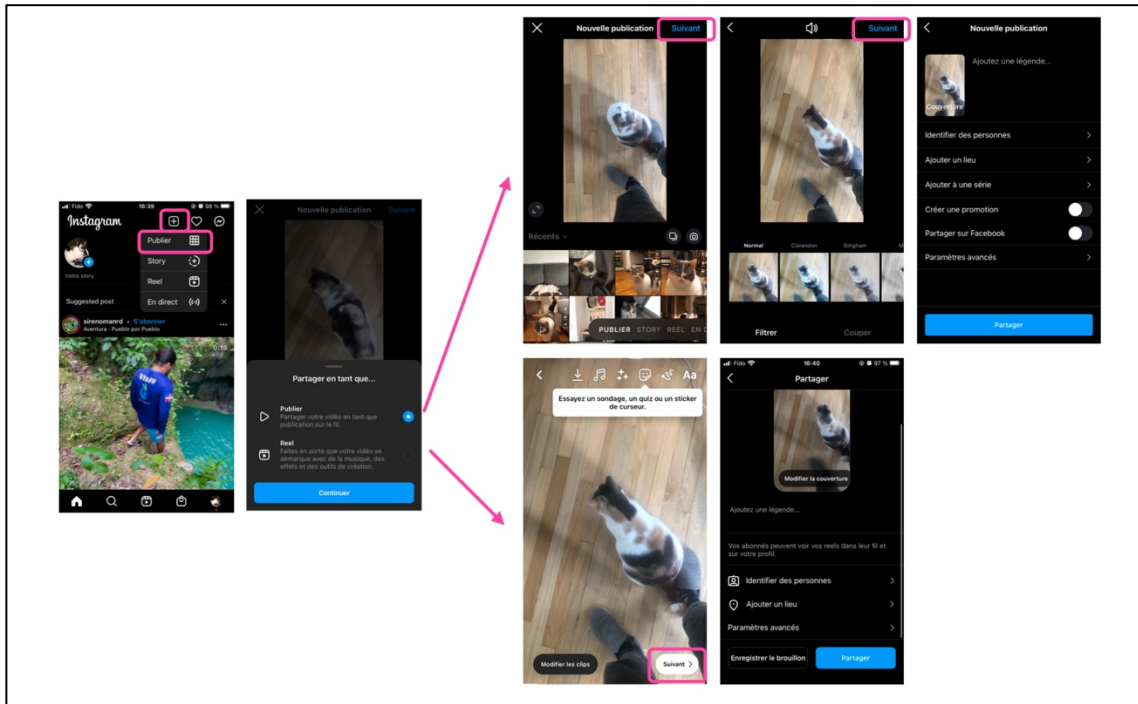 Fido 16:39 98 %
Instagram
Publier
Story
Reel
En direct
Votre story
Suggested post
sirenomanrd • S'abonner
Aventura · Pueblo por Pueblo
0:10
STAFF
Nouvelle publication Suivant
Partager en tant que...
Publier
Partager votre vidéo en tant que
publication sur le fil.
Reel
Faites en sorte que votre vidéo se
démarque avec de la musique, des
effets et des outils de création.
Continuer
Nouvelle publication Suivant
Récents
PUBLIER STORY REEL EN D
Suivant
Normal Clarendon Gingham M
Filtrer Couper
Nouvelle publication
Ajoutez une légende...
Couverture
Identifier des personnes
Ajouter un lieu
Ajouter à une série
Créer une promotion
Partager sur Facebook
Paramètres avancés
Partager
Aa
Essayez un sondage, un quiz ou un sticker
de curseur.
Modifier les clips
Suivant
Fido 16:40 97 %
Partager
Modifier la couverture
Ajoutez une légende...
Vos abonnés peuvent voir vos reels dans leur fil et
sur votre profil.
Identifier des personnes
Ajouter un lieu
Paramètres avancés
Enregistrer le brouillon
Partager